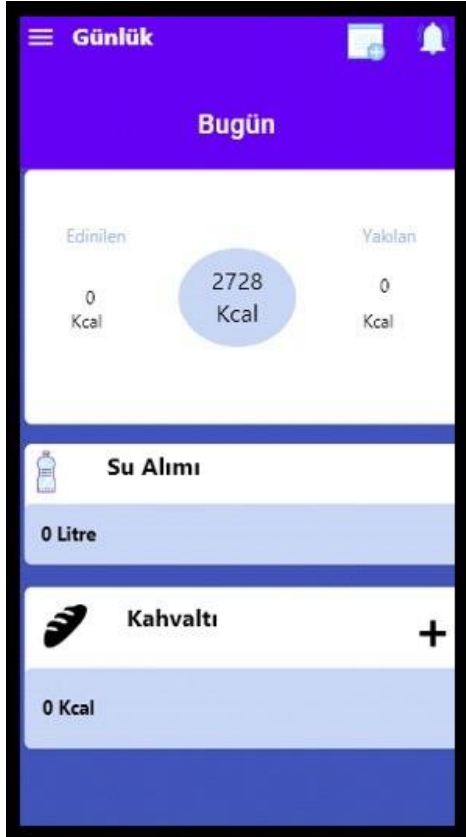 Günlük
Bugün
Edinilen
Yakılan
0
Kcal
2728
Kcal
0
Kcal
Su Alımı
0 Litre
Kahvaltı
0 Kcal